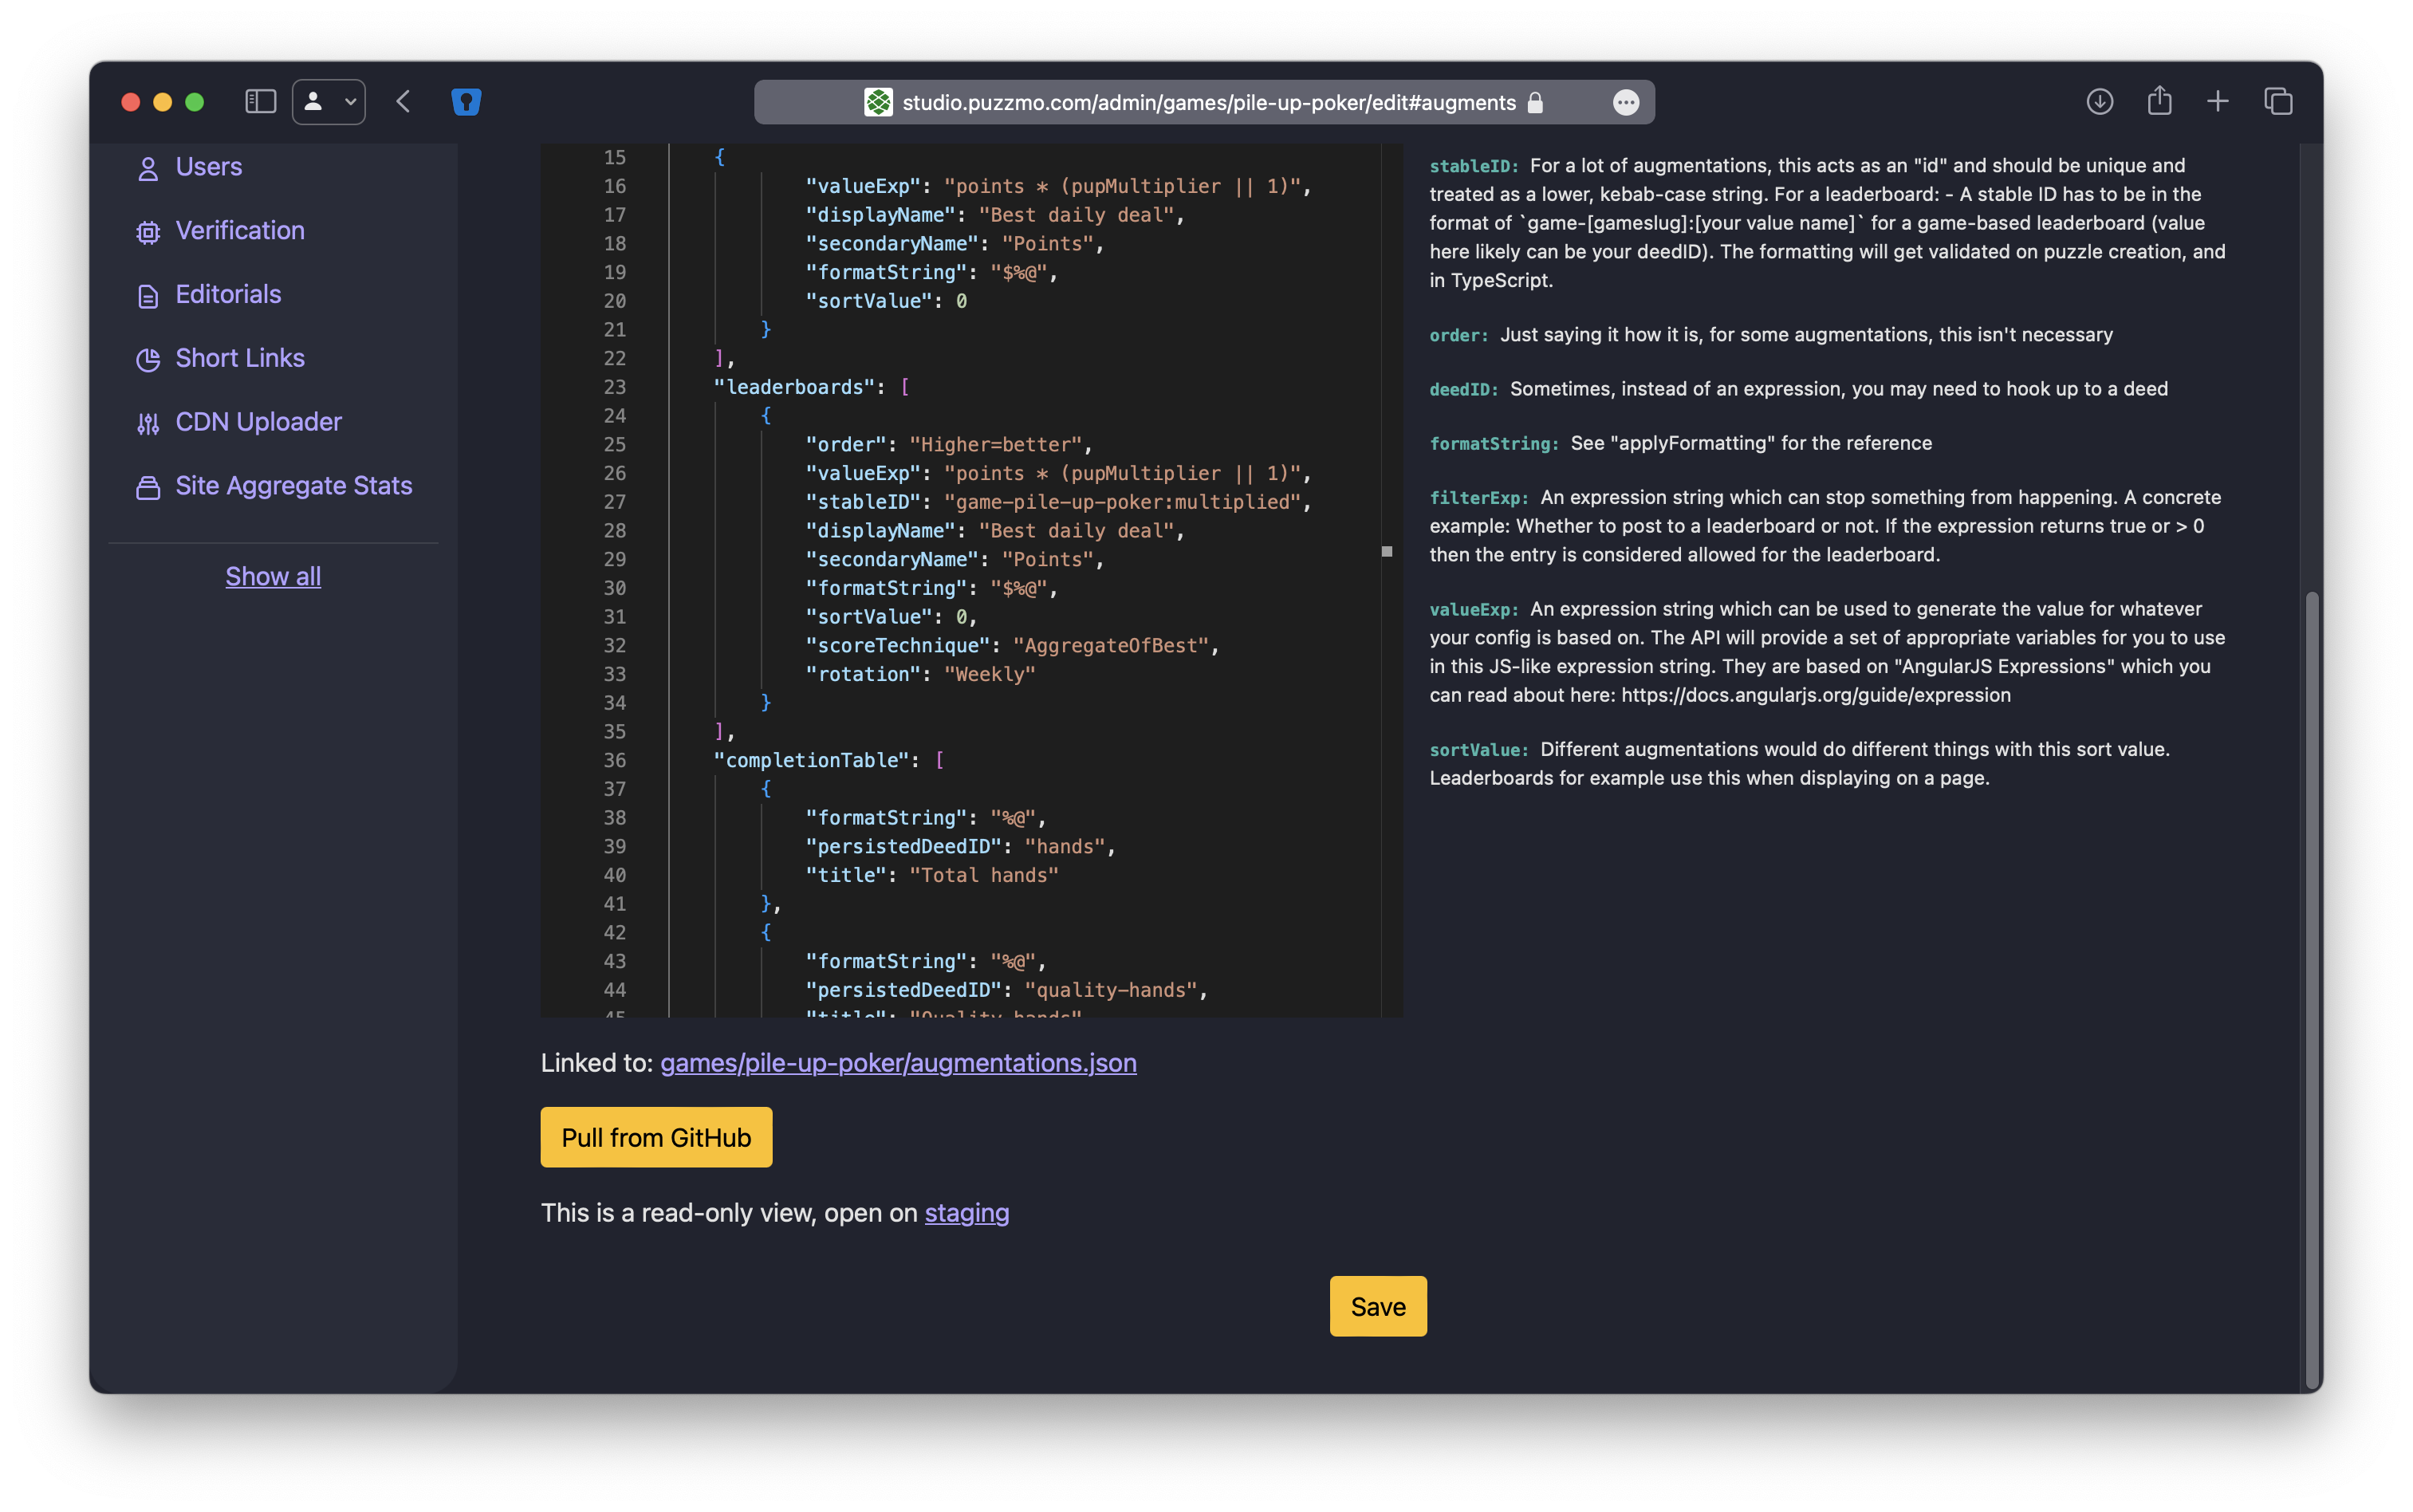 studio.puzzmo.com/admin/games/pile-up-poker/edit#augments
Users
Verification
Editorials
Short Links
CDN Uploader
Site Aggregate Stats
Show all
15 {
16 "valueExp": "points * (pupMultiplier || 1)",
17 "displayName": "Best daily deal",
18 "secondaryName": "Points",
19 "formatString": "$%@",
20 "sortValue": 0
21 }
22 ],
23 "leaderboards": [
24 {
25 "order": "Higher=better",
26 "valueExp": "points * (pupMultiplier || 1)",
27 "stableID": "game-pile-up-poker:multiplied",
28 "displayName": "Best daily deal",
29 "secondaryName": "Points",
30 "formatString": "$%@",
31 "sortValue": 0,
32 "scoreTechnique": "AggregateOfBest",
33 "rotation": "Weekly"
34 }
35 ],
36 "completionTable": [
37 {
38 "formatString": "%@",
39 "persistedDeedID": "hands",
40 "title": "Total hands"
41 },
42 {
43 "formatString": "%@",
44 "persistedDeedID": "quality-hands",
45 "title": "Quality hands"
Linked to: games/pile-up-poker/augmentations.json
Pull from GitHub
This is a read-only view, open on staging
Save
stableID: For a lot of augmentations, this acts as an "id" and should be unique and
treated as a lower, kebab-case string. For a leaderboard: - A stable ID has to be in the
format of `game-[gameslug]:[your value name]` for a game-based leaderboard (value
here likely can be your deedID). The formatting will get validated on puzzle creation, and
in TypeScript.
order: Just saying it how it is, for some augmentations, this isn't necessary
deedID: Sometimes, instead of an expression, you may need to hook up to a deed
formatString: See "applyFormatting" for the reference
filterExp: An expression string which can stop something from happening. A concrete
example: Whether to post to a leaderboard or not. If the expression returns true or > 0
then the entry is considered allowed for the leaderboard.
valueExp: An expression string which can be used to generate the value for whatever
your config is based on. The API will provide a set of appropriate variables for you to use
in this JS-like expression string. They are based on "AngularJS Expressions" which you
can read about here: https://docs.angularjs.org/guide/expression
sortValue: Different augmentations would do different things with this sort value.
Leaderboards for example use this when displaying on a page.